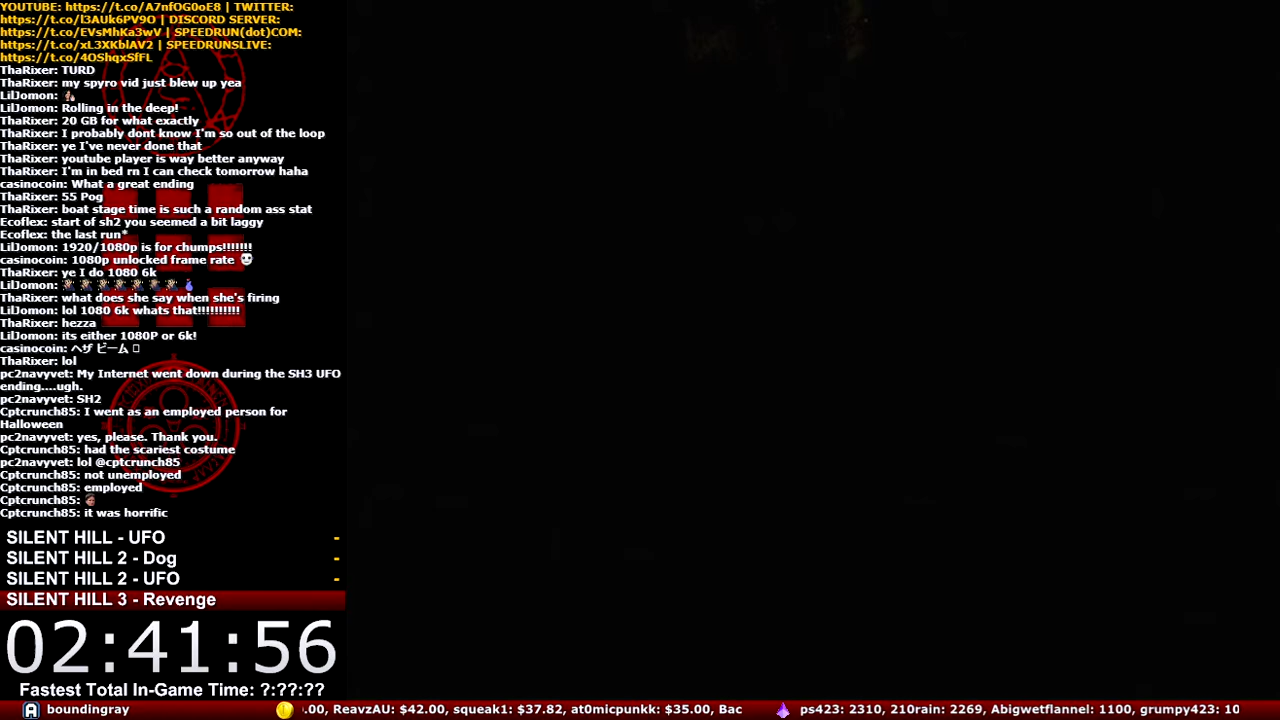 YOUTUBE: https://t.co/A7nfOG0oE8 | TWITTER:
https://t.co/l3AUk6PV9O | DISCORD SERVER:
https://t.co/EVsMhKa3wV | SPEEDRUN(dot)COM:
https://t.co/xL3XKblAV2 | SPEEDRUNSLIVE:
https://t.co/4OShqxSfFL
ThaRixer: TURD
ThaRixer: my spyro vid just blew up yea
LilJomon:
LilJomon: Rolling in the deep!
ThaRixer: 20 GB for what exactly
ThaRixer: I probably dont know I'm so out of the loop
ThaRixer: ye I've never done that
ThaRixer: youtube player is way better anyway
ThaRixer: I'm in bed rn I can check tomorrow haha
casinocoin: What a great ending
ThaRixer: 55 Pog
ThaRixer: boat stage time is such a random ass stat
Ecoflex: start of sh2 you seemed a bit laggy
Ecoflex: the last run*
LilJomon: 1920/1080p is for chumps!!!!!!!
casinocoin: 1080p unlocked frame rate
ThaRixer: ye I do 1080 6k
LilJomon:
ThaRixer: what does she say when she's firing
LilJomon: lol 1080 6k whats that!!!!!!!!!!
ThaRixer: hezza
LilJomon: its either 1080P or 6k!
casinocoin: ヘザ ビーム
ThaRixer: lol
pc2navyvet: My Internet went down during the SH3 UFO
ending....ugh.
pc2navyvet: SH2
Cptcrunch85: I went as an employed person for
Halloween
pc2navyvet: yes, please. Thank you.
Cptcrunch85: had the scariest costume
pc2navyvet: lol @cptcrunch85
Cptcrunch85: not unemployed
Cptcrunch85: employed
Cptcrunch85:
Cptcrunch85: it was horrific
SILENT HILL - UFO -
SILENT HILL 2 - Dog -
SILENT HILL 2 - UFO -
SILENT HILL 3 - Revenge
02:41:56
Fastest Total In-Game Time: ?:??:??
boundingray .00, ReavzAU: $42.00, squeak1: $37.82, at0micpunkk: $35.00, Bac ps423: 2310, 210rain: 2269, Abigwetflannel: 1100, grumpy423: 10